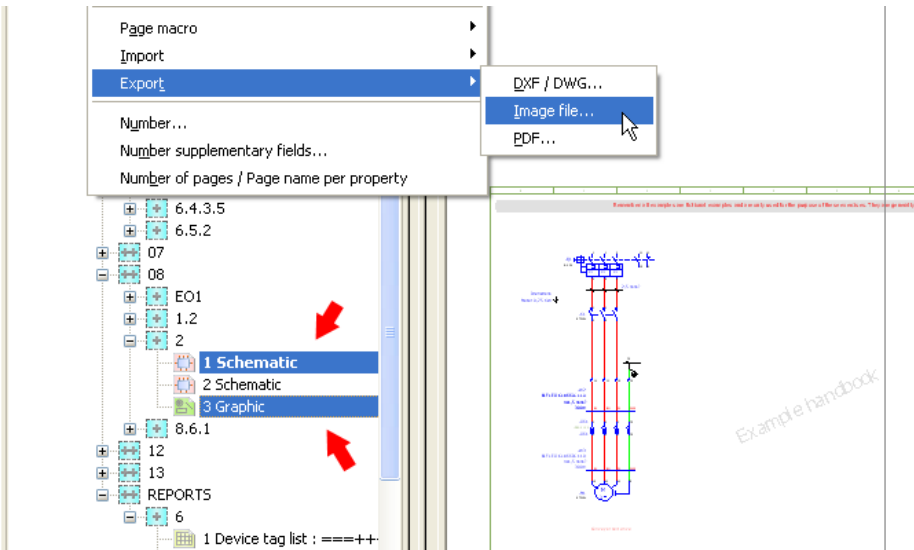 Page macro
Import
Export
DXF / DWG...
Image file...
PDF...
Number...
Number supplementary fields...
Number of pages / Page name per property
6.4.3.5
6.5.2
07
08
EO1
1.2
2
1 Schematic
2 Schematic
3 Graphic
8.6.1
12
13
REPORTS
6
1 Device tag list : ===++
Example handbook